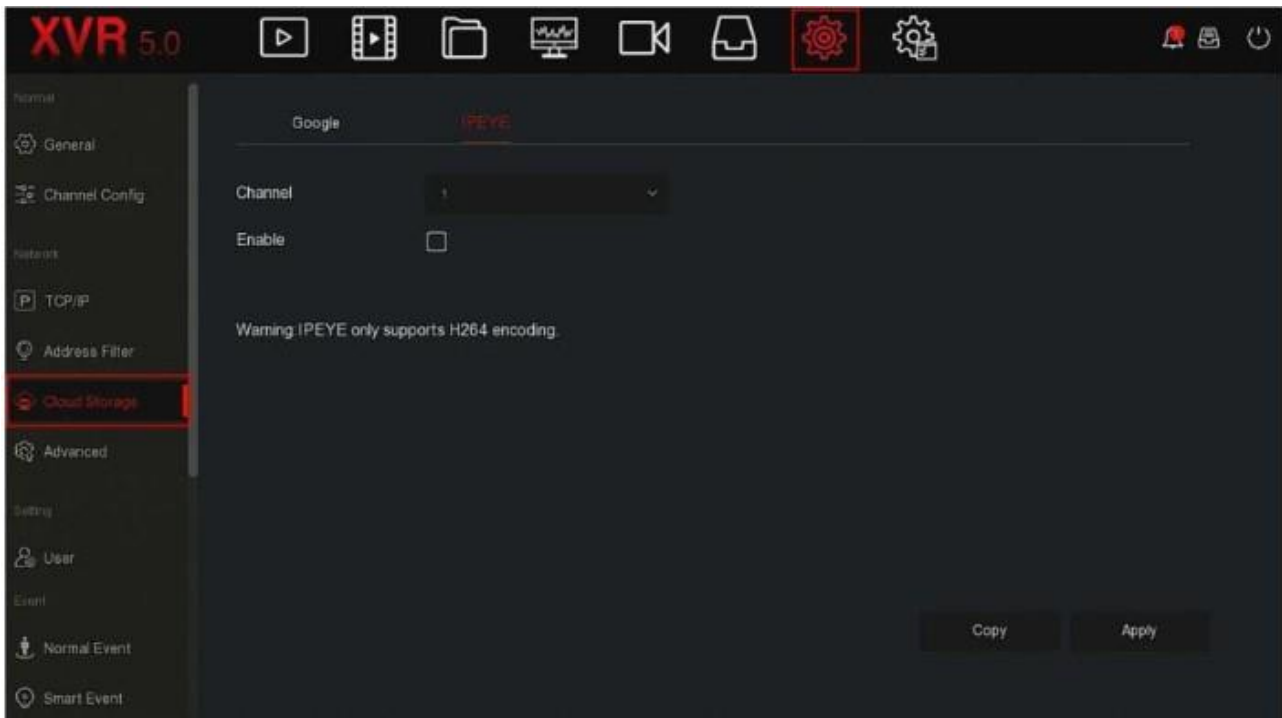 XVR 5.0
Normal
General
Channel Config
Network
P TCP/IP
Address Filter
Cloud Storage
Advanced
Setting
User
Event
Normal Event
Smart Event
Google IPEYE
Channel 1
Enable
Warning:IPEYE only supports H264 encoding.
Copy Apply